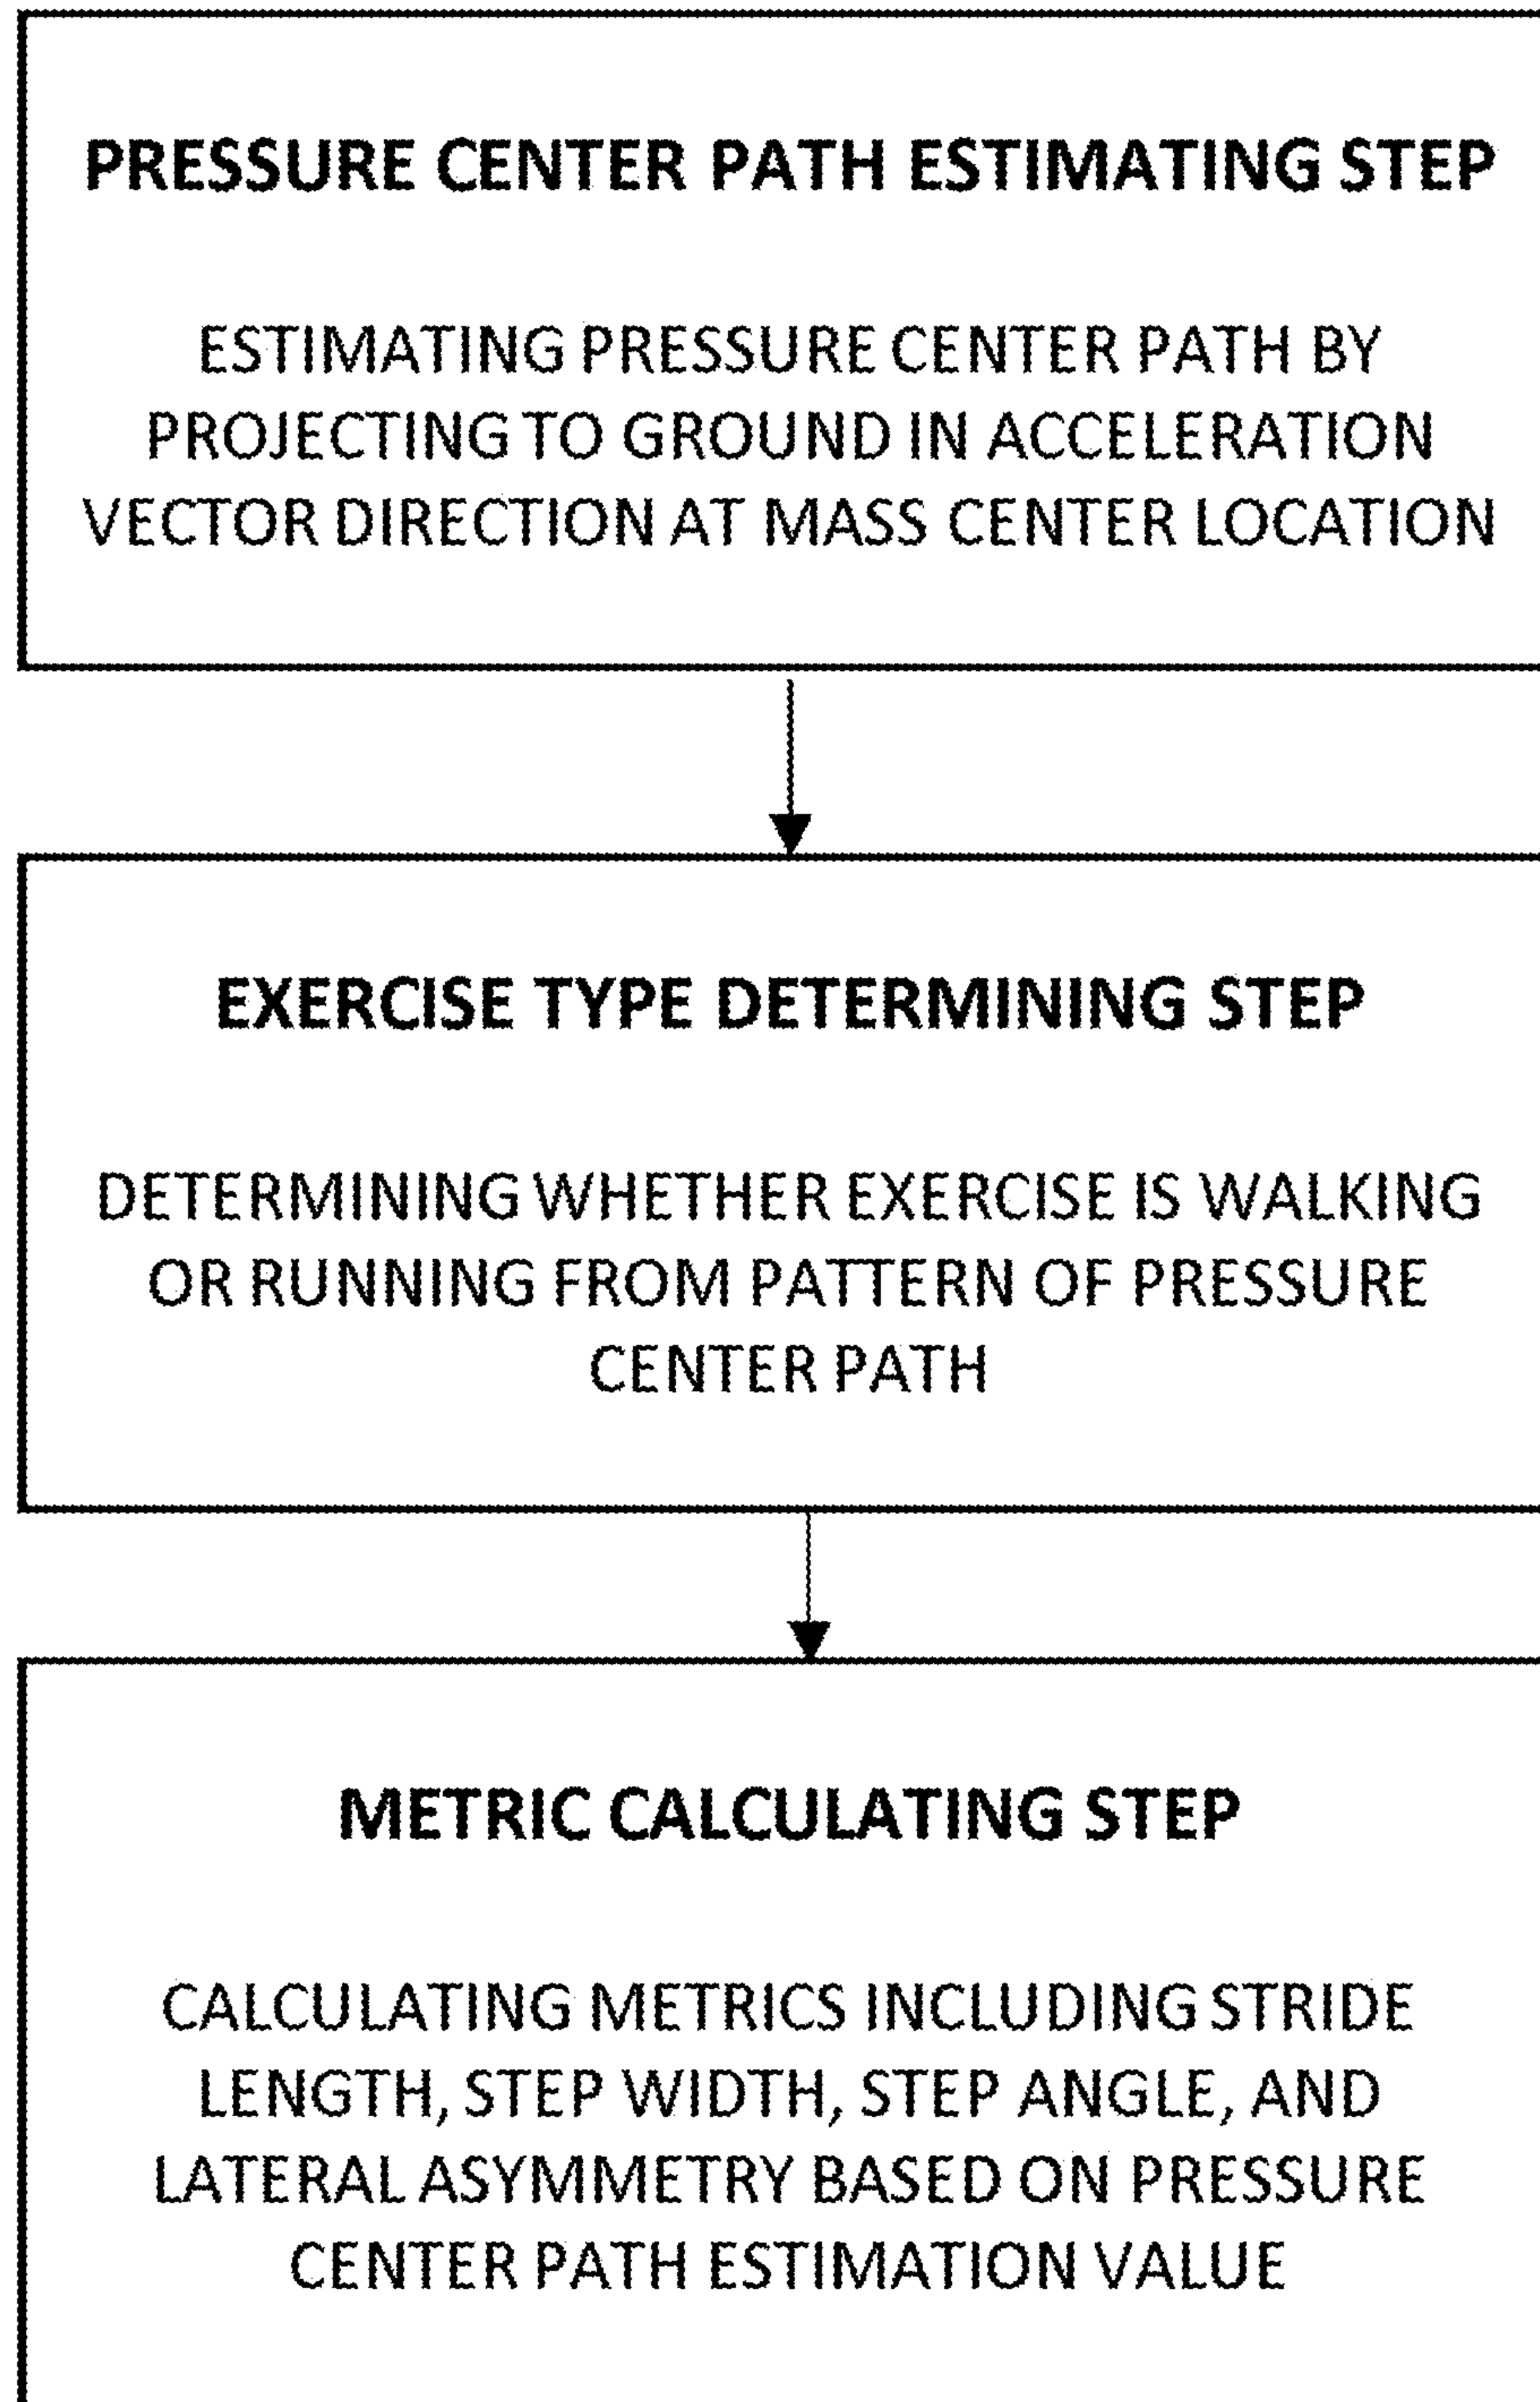 PRESSURE CENTER PATH ESTIMATING STEP
ESTIMATING PRESSURE CENTER PATH BY
PROJECTING TO GROUND IN ACCELERATION
VECTOR DIRECTION AT MASS CENTER LOCATION
EXERCISE TYPE DETERMINING STEP
DETERMINING WHETHER EXERCISE IS WALKING
OR RUNNING FROM PATTERN OF PRESSURE
CENTER PATH
METRIC CALCULATING STEP
CALCULATING METRICS INCLUDING STRIDE
LENGTH, STEP WIDTH, STEP ANGLE, AND
LATERAL ASYMMETRY BASED ON PRESSURE
CENTER PATH ESTIMATION VALUE